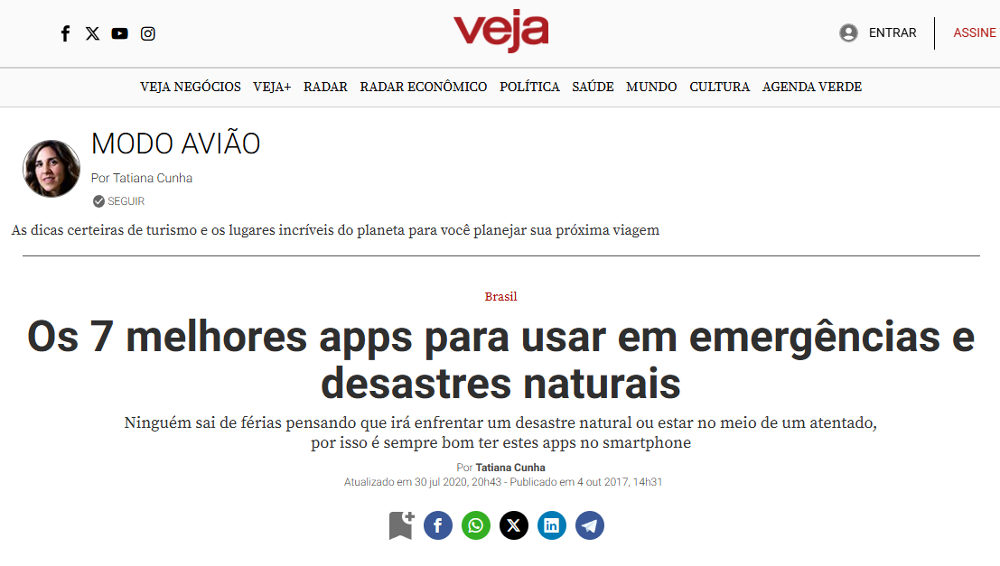 veja
ENTRAR
ASSINE
VEJA NEGÓCIOS VEJA+ RADAR RADAR ECONÔMICO POLÍTICA SAÚDE MUNDO CULTURA AGENDA VERDE
MODO AVIÃO
Por Tatiana Cunha
SEGUIR
As dicas certeiras de turismo e os lugares incríveis do planeta para você planejar sua próxima viagem
Brasil
Os 7 melhores apps para usar em emergências e
desastres naturais
Ninguém sai de férias pensando que irá enfrentar um desastre natural ou estar no meio de um atentado,
por isso é sempre bom ter estes apps no smartphone
Por Tatiana Cunha
Atualizado em 30 jul 2020, 20h43 - Publicado em 4 out 2017, 14h31